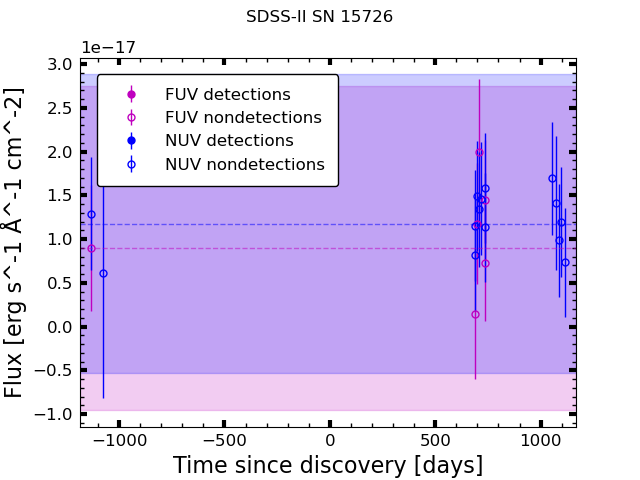 SDSS-II SN 15726
1e−17
FUV detections
FUV nondetections
NUV detections
NUV nondetections
3.0
2.5
2.0
1.5
1.0
0.5
0.0
−0.5
−1.0
Flux [erg s^-1 Å^-1 cm^-2]
−1000
−500
0
500
1000
Time since discovery [days]